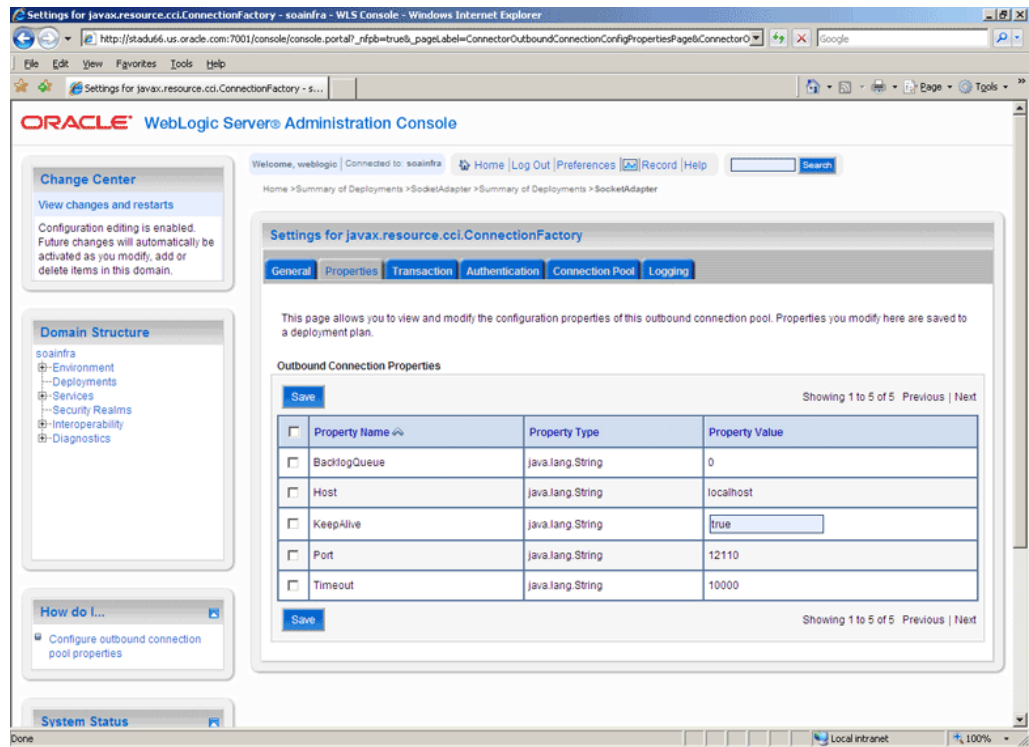 Settings for javax.resource.cci.ConnectionFactory - soainfra - WLS Console - Windows Internet Explorer
http://stadu66.us.oracle.com:7001/console/console.portal?_nfpb=true&_pageLabel=ConnectorOutboundConnectionConfigPropertiesPage&ConnectorO
Google
File Edit View Favorites Tools Help
Settings for javax.resource.cci.ConnectionFactory - s...
Page Tools »
ORACLE® WebLogic Server® Administration Console
Change Center
View changes and restarts
Configuration editing is enabled.
Future changes will automatically be
activated as you modify, add or
delete items in this domain.
Domain Structure
soainfra
Environment
Deployments
Services
Security Realms
Interoperability
Diagnostics
How do I...
Configure outbound connection
pool properties
System Status
Welcome, weblogic | Connected to: soainfra
Home | Log Out | Preferences | Record | Help
Search
Home >Summary of Deployments >SocketAdapter >Summary of Deployments >SocketAdapter
Settings for javax.resource.cci.ConnectionFactory
General Properties Transaction Authentication Connection Pool Logging
This page allows you to view and modify the configuration properties of this outbound connection pool. Properties you modify here are saved to
a deployment plan.
Outbound Connection Properties
Save Showing 1 to 5 of 5 Previous | Next
Property Name Property Type Property Value
BacklogQueue java.lang.String 0
Host java.lang.String localhost
KeepAlive java.lang.String true
Port java.lang.String 12110
Timeout java.lang.String 10000
Save Showing 1 to 5 of 5 Previous | Next
Done Local intranet 100%